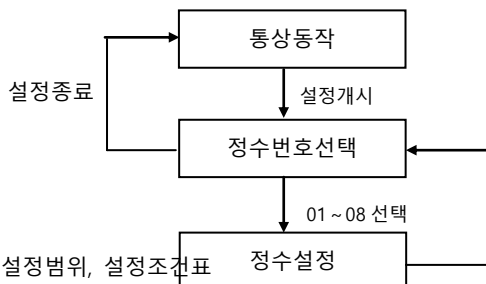 통상동작
설정종료
설정개시
정수번호선택
01~08 선택
설정범위, 설정조건표
정수설정